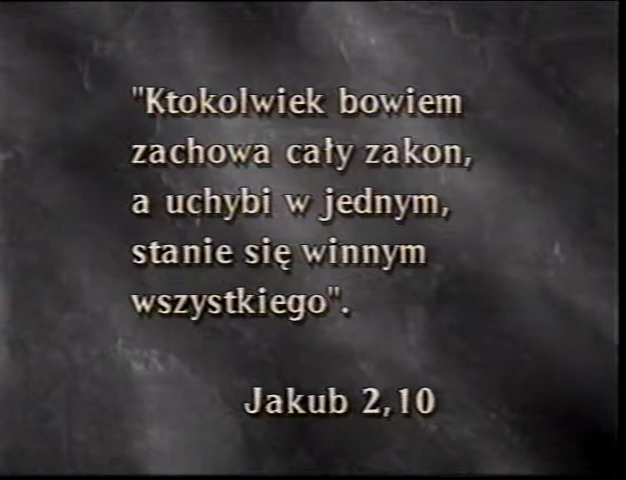 "Ktokolwiek bowiem
zachowa cały zakon,
a uchybi w jednym,
stanie się winnym
wszystkiego".
Jakub 2,10